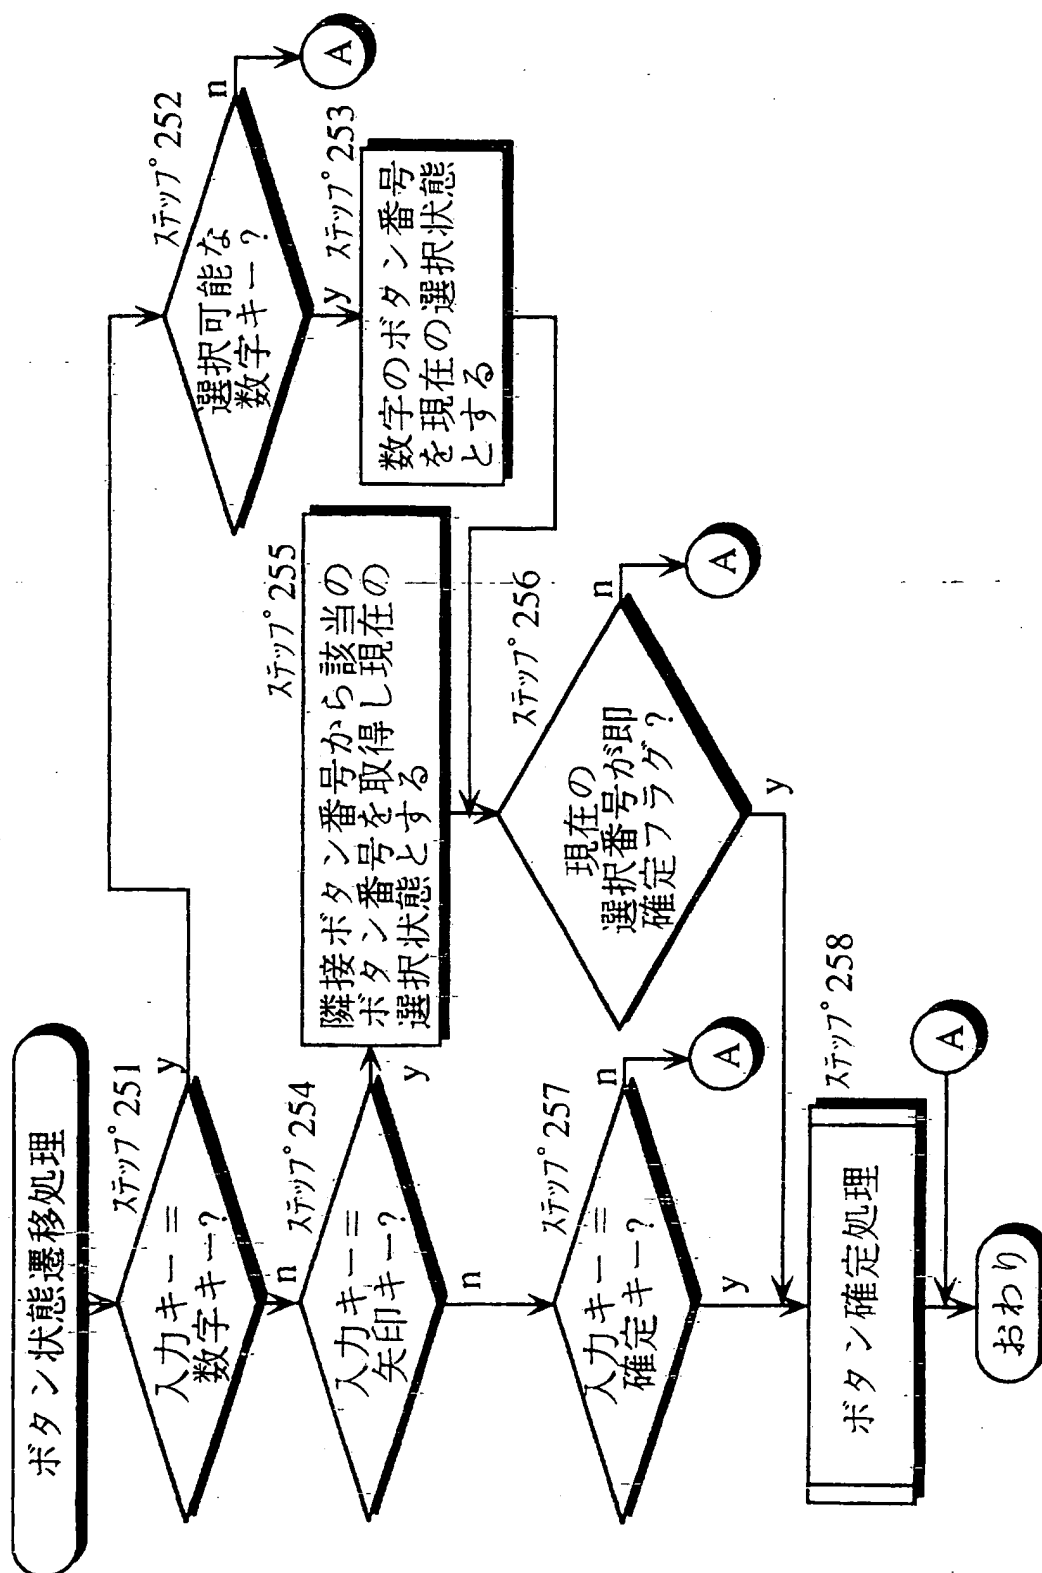 ボタン状態遷移処理
ステップ251
入力キー＝
数字キー？
y
n
ステップ252
選択可能な
数字キー？
n
A
y
ステップ253
数字のボタン番号
を現在の選択状態
とする
ステップ254
入力キー＝
矢印キー？
y
n
ステップ255
隣接ボタン番号から該当の
ボタン番号を取得し現在の
選択状態とする
ステップ256
現在の
選択番号が即
確定フラグ？
n
A
y
ステップ257
入力キー＝
確定キー？
n
A
y
ステップ258
ボタン確定処理
A
おわり